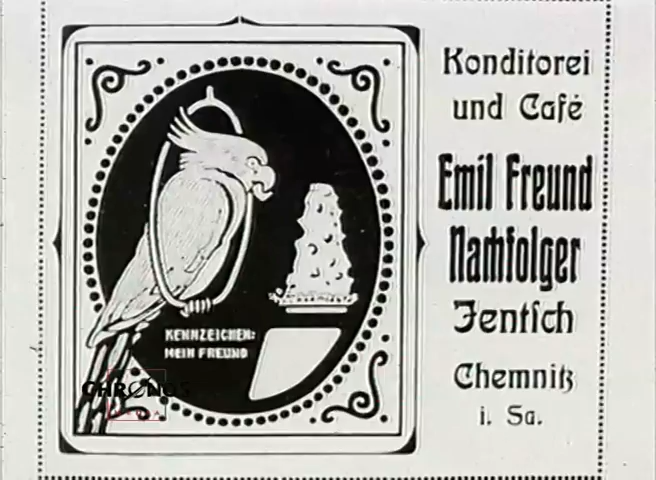 Konditorei
und Café
Emil Freund
Nachfolger
Jentſch
Chemnitz
i. Sa.
KENNZEICHEN:
MEIN FREUND
CHRONOS